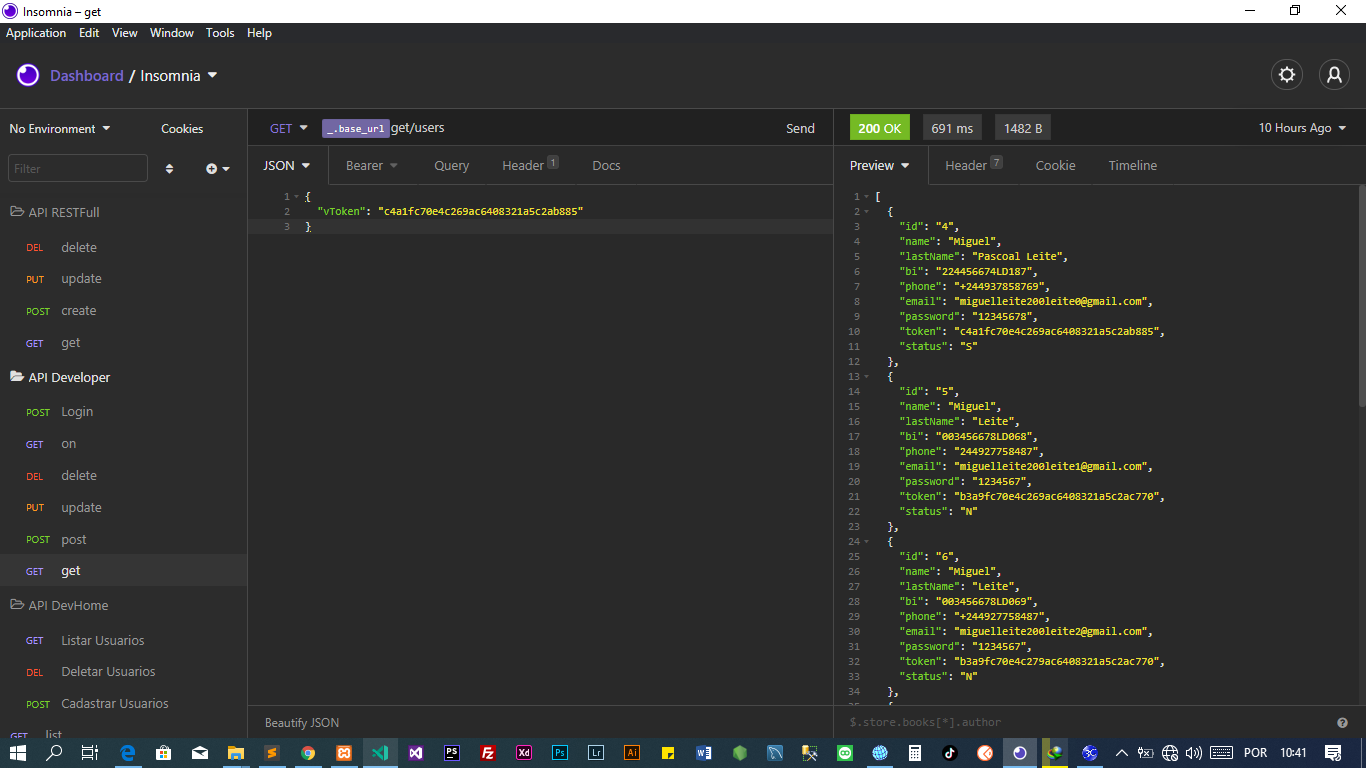 Insomnia – get
Application Edit View Window Tools Help
Dashboard / Insomnia
No Environment Cookies
Filter
API RESTFull
DEL delete
PUT update
POST create
GET get
API Developer
POST Login
GET on
DEL delete
PUT update
POST post
GET get
API DevHome
GET Listar Usuarios
DEL Deletar Usuarios
POST Cadastrar Usuarios
GET list
GET _.base_url get/users Send
JSON Bearer Query Header 1 Docs
1 {
2 "vToken": "c4a1fc70e4c269ac6408321a5c2ab885"
3 }
Beautify JSON
200 OK 691 ms 1482 B 10 Hours Ago
Preview Header 7 Cookie Timeline
1 [
2 {
3 "id": "4",
4 "name": "Miguel",
5 "lastName": "Pascoal Leite",
6 "bi": "224456674LD187",
7 "phone": "+244937858769",
8 "email": "miguelleite200leite0@gmail.com",
9 "password": "12345678",
10 "token": "c4a1fc70e4c269ac6408321a5c2ab885",
11 "status": "S"
12 },
13 {
14 "id": "5",
15 "name": "Miguel",
16 "lastName": "Leite",
17 "bi": "003456678LD068",
18 "phone": "244927758487",
19 "email": "miguelleite200leite1@gmail.com",
20 "password": "1234567",
21 "token": "b3a9fc70e4c269ac6408321a5c2ac770",
22 "status": "N"
23 },
24 {
25 "id": "6",
26 "name": "Miguel",
27 "lastName": "Leite",
28 "bi": "003456678LD069",
29 "phone": "+244927758487",
30 "email": "miguelleite200leite2@gmail.com",
31 "password": "1234567",
32 "token": "b3a9fc70e4c279ac6408321a5c2ac770",
33 "status": "N"
34 },
35 {
$.store.books[*].author
PS Xd Ps Lr Ai W POR 10:41